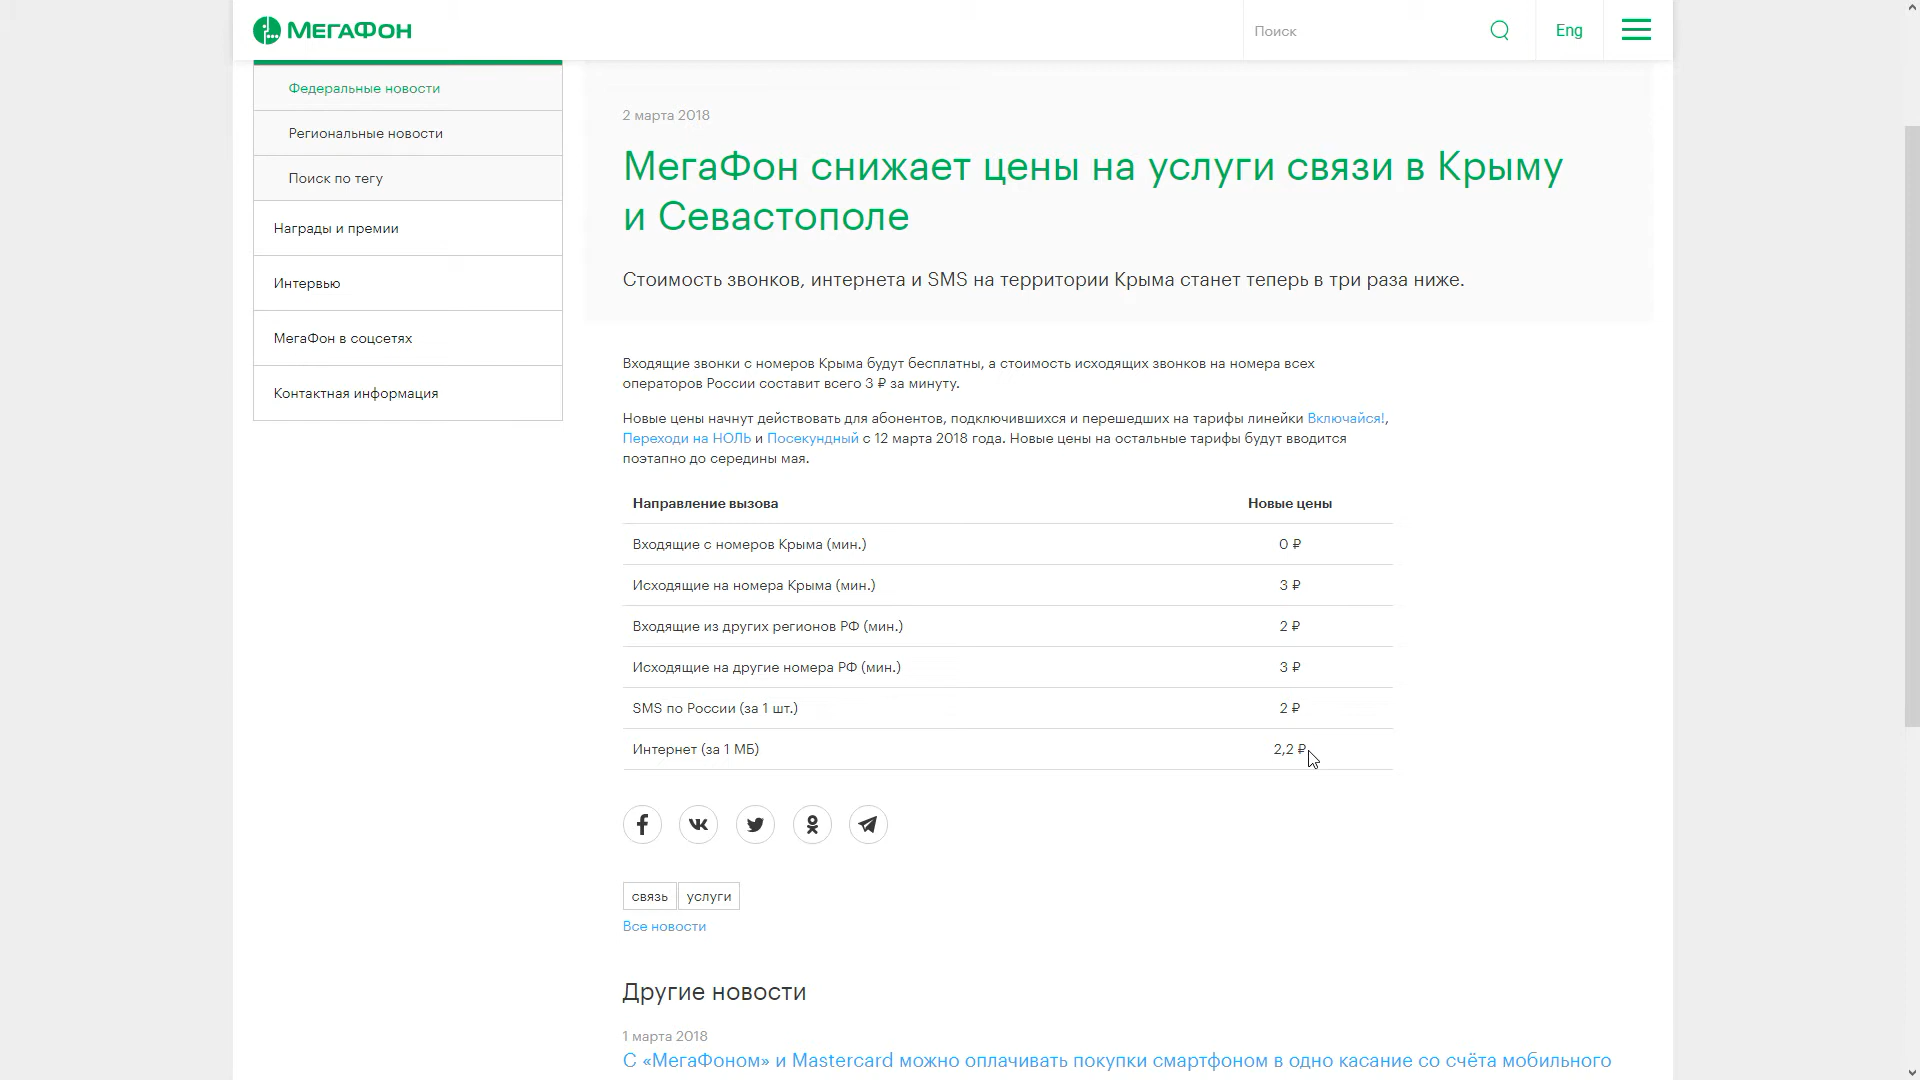 МЕГАФОН
Поиск
Eng
Федеральные новости
Региональные новости
Поиск по тегу
Награды и премии
Интервью
МегаФон в соцсетях
Контактная информация
2 марта 2018
МегаФон снижает цены на услуги связи в Крыму
и Севастополе
Стоимость звонков, интернета и SMS на территории Крыма станет теперь в три раза ниже.
Входящие звонки с номеров Крыма будут бесплатны, а стоимость исходящих звонков на номера всех
операторов России составит всего 3 ₽ за минуту.
Новые цены начнут действовать для абонентов, подключившихся и перешедших на тарифы линейки Включайся!,
Переходи на НОЛЬ и Посекундный с 12 марта 2018 года. Новые цены на остальные тарифы будут вводится
поэтапно до середины мая.
Направление вызова Новые цены
Входящие с номеров Крыма (мин.) 0 ₽
Исходящие на номера Крыма (мин.) 3 ₽
Входящие из других регионов РФ (мин.) 2 ₽
Исходящие на другие номера РФ (мин.) 3 ₽
SMS по России (за 1 шт.) 2 ₽
Интернет (за 1 МБ) 2,2 ₽
связь услуги
Все новости
Другие новости
1 марта 2018
С «МегаФоном» и Mastercard можно оплачивать покупки смартфоном в одно касание со счёта мобильного